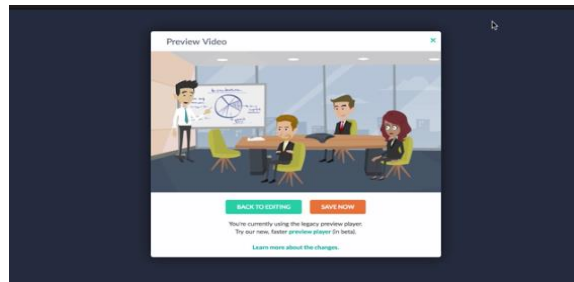 Preview Video
×
BACK TO EDITING
SAVE NOW
You're currently using the legacy preview player.
Try our new, faster preview player (in beta).
Learn more about the changes.